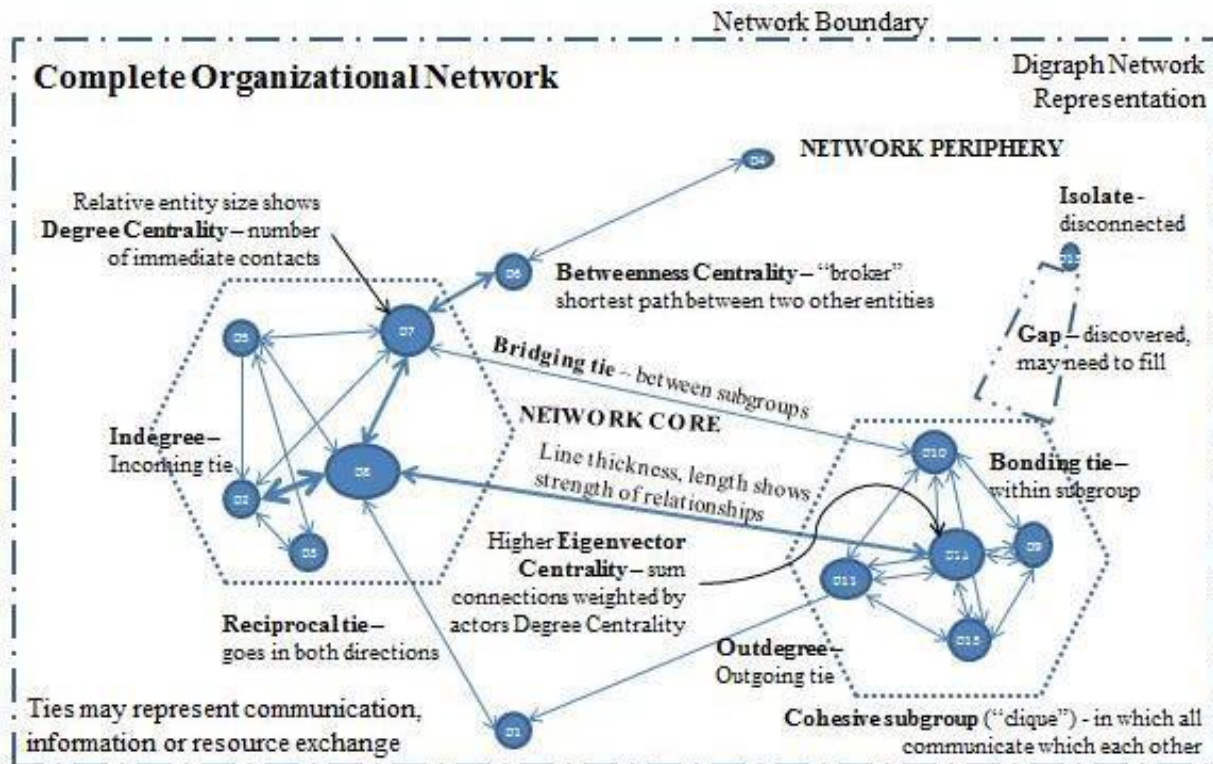 Network Boundary
Complete Organizational Network
Digraph Network
Representation
D4
NETWORK PERIPHERY
Relative entity size shows
Degree Centrality – number
of immediate contacts
Isolate -
disconnected
D6
Betweenness Centrality – “broker”
shortest path between two other entities
D7
Gap – discovered,
may need to fill
Bridging tie – between subgroups
NETWORK CORE
Indegree –
Incoming tie
Line thickness, length shows
strength of relationships
D10
Bonding tie –
within subgroup
D9
D11
Higher Eigenvector
Centrality – sum
connections weighted by
actors Degree Centrality
Reciprocal tie –
goes in both directions
Outdegree –
Outgoing tie
D1
Ties may represent communication,
information or resource exchange
Cohesive subgroup (“clique”) - in which all
communicate which each other